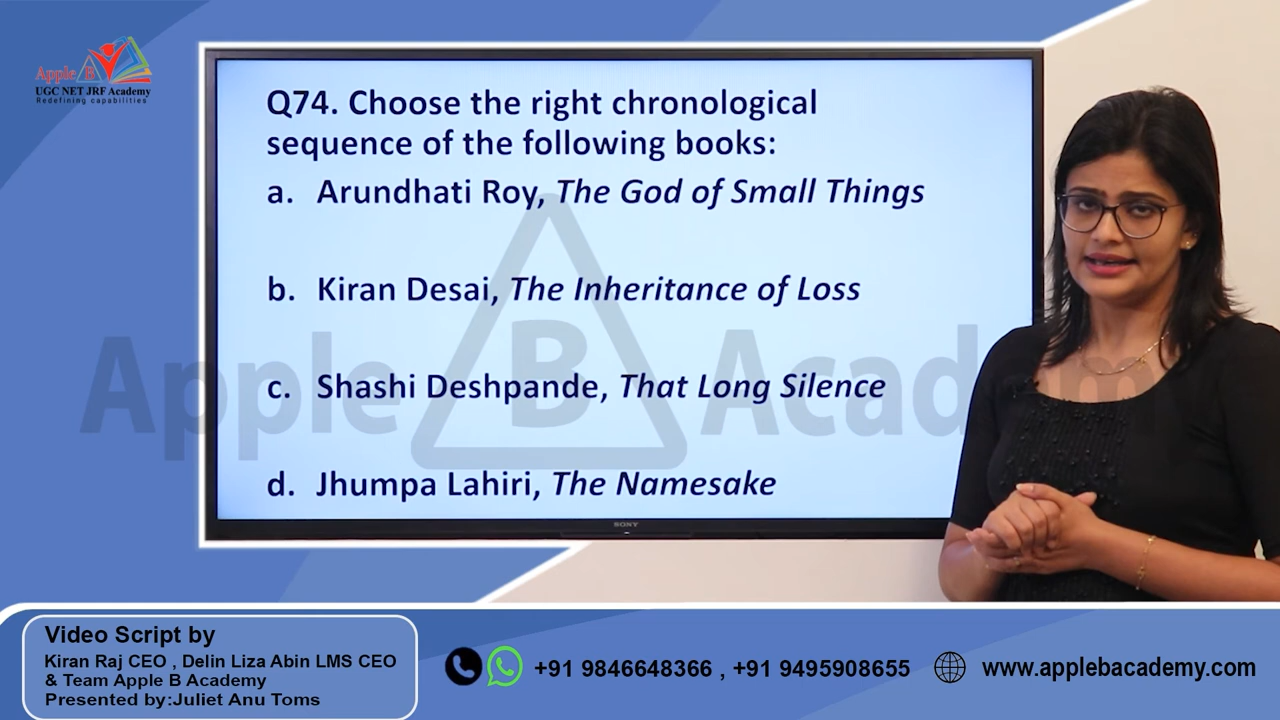 Apple B
UGC NET JRF Academy
Redefining capabilities
Q74. Choose the right chronological
sequence of the following books:
a. Arundhati Roy, The God of Small Things
b. Kiran Desai, The Inheritance of Loss
c. Shashi Deshpande, That Long Silence
d. Jhumpa Lahiri, The Namesake
Apple B Academy
SONY
Video Script by
Kiran Raj CEO , Delin Liza Abin LMS CEO
& Team Apple B Academy
Presented by:Juliet Anu Toms
+91 9846648366 , +91 9495908655
www.applebacademy.com